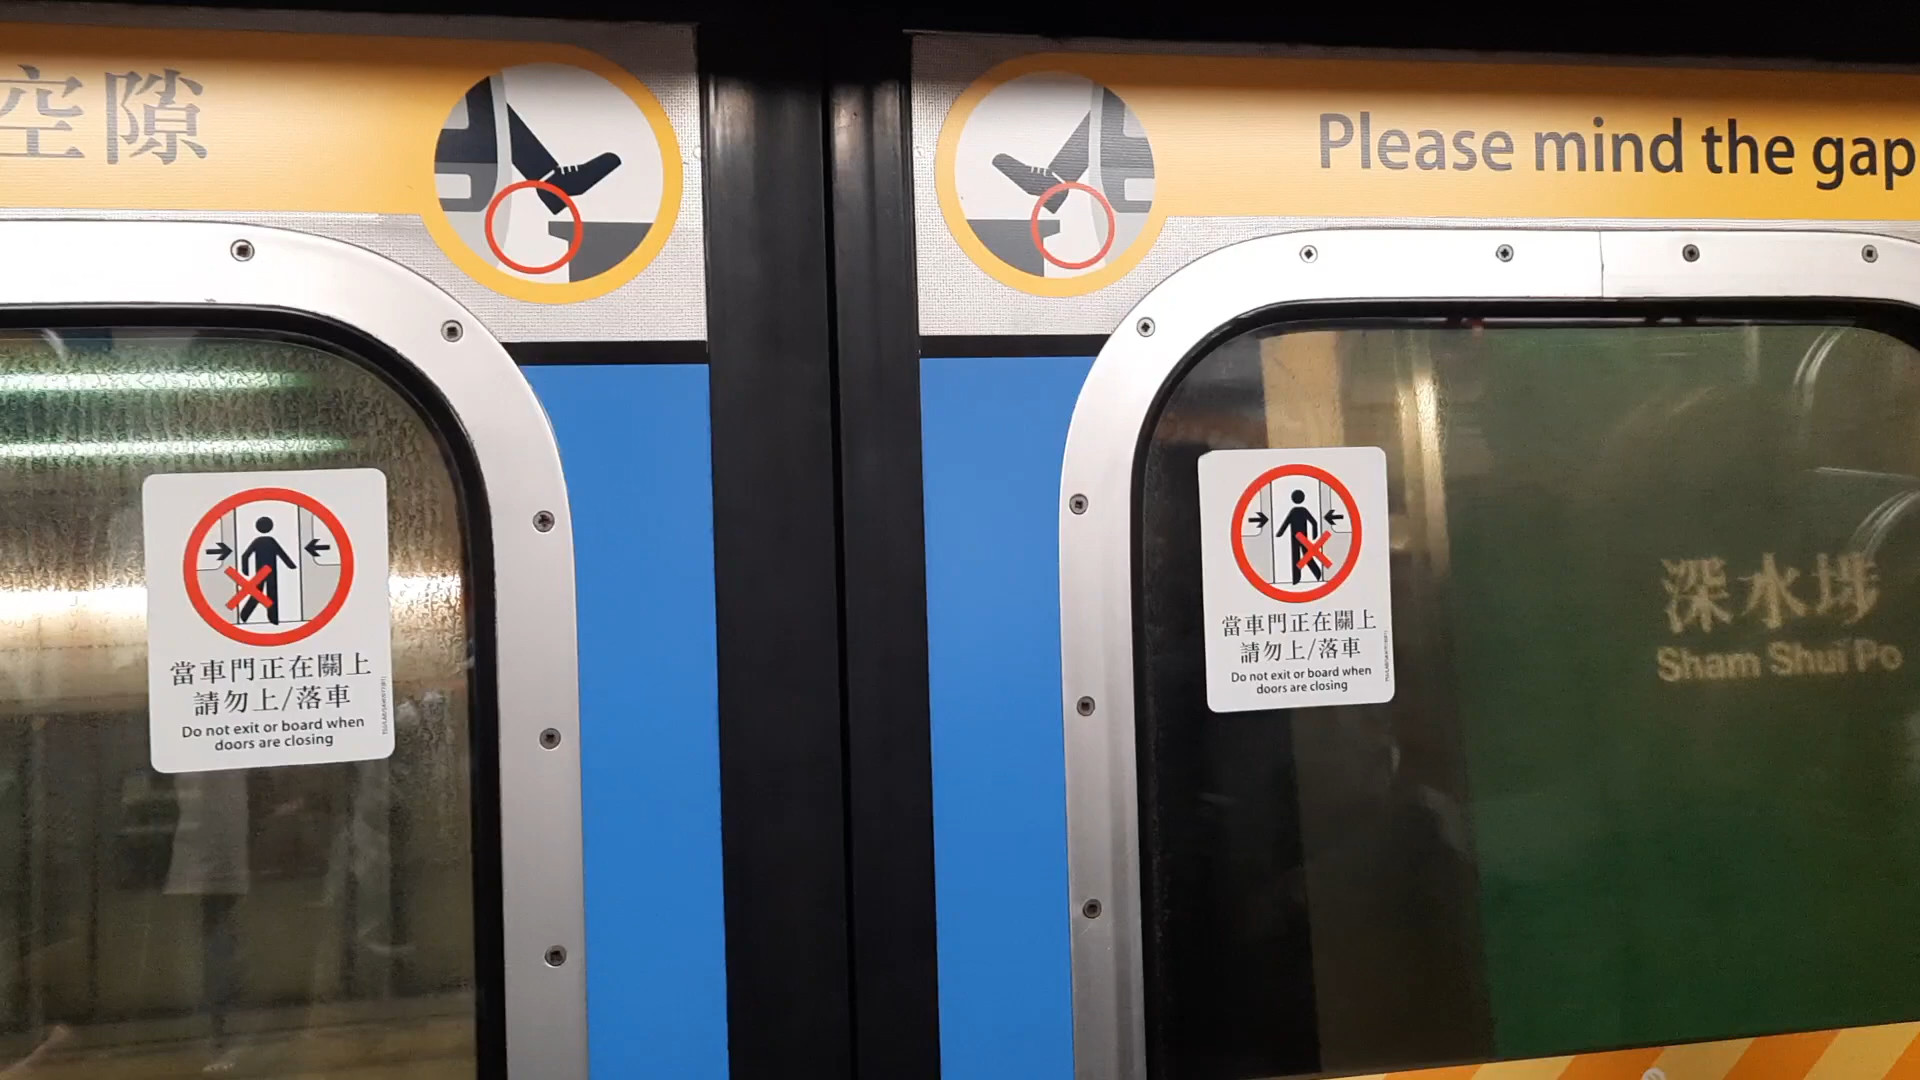 空隙
Please mind the gap
當車門正在關上
請勿上/落車
Do not exit or board when
doors are closing
當車門正在關上
請勿上/落車
Do not exit or board when
doors are closing
深水埗
Sham Shui Po